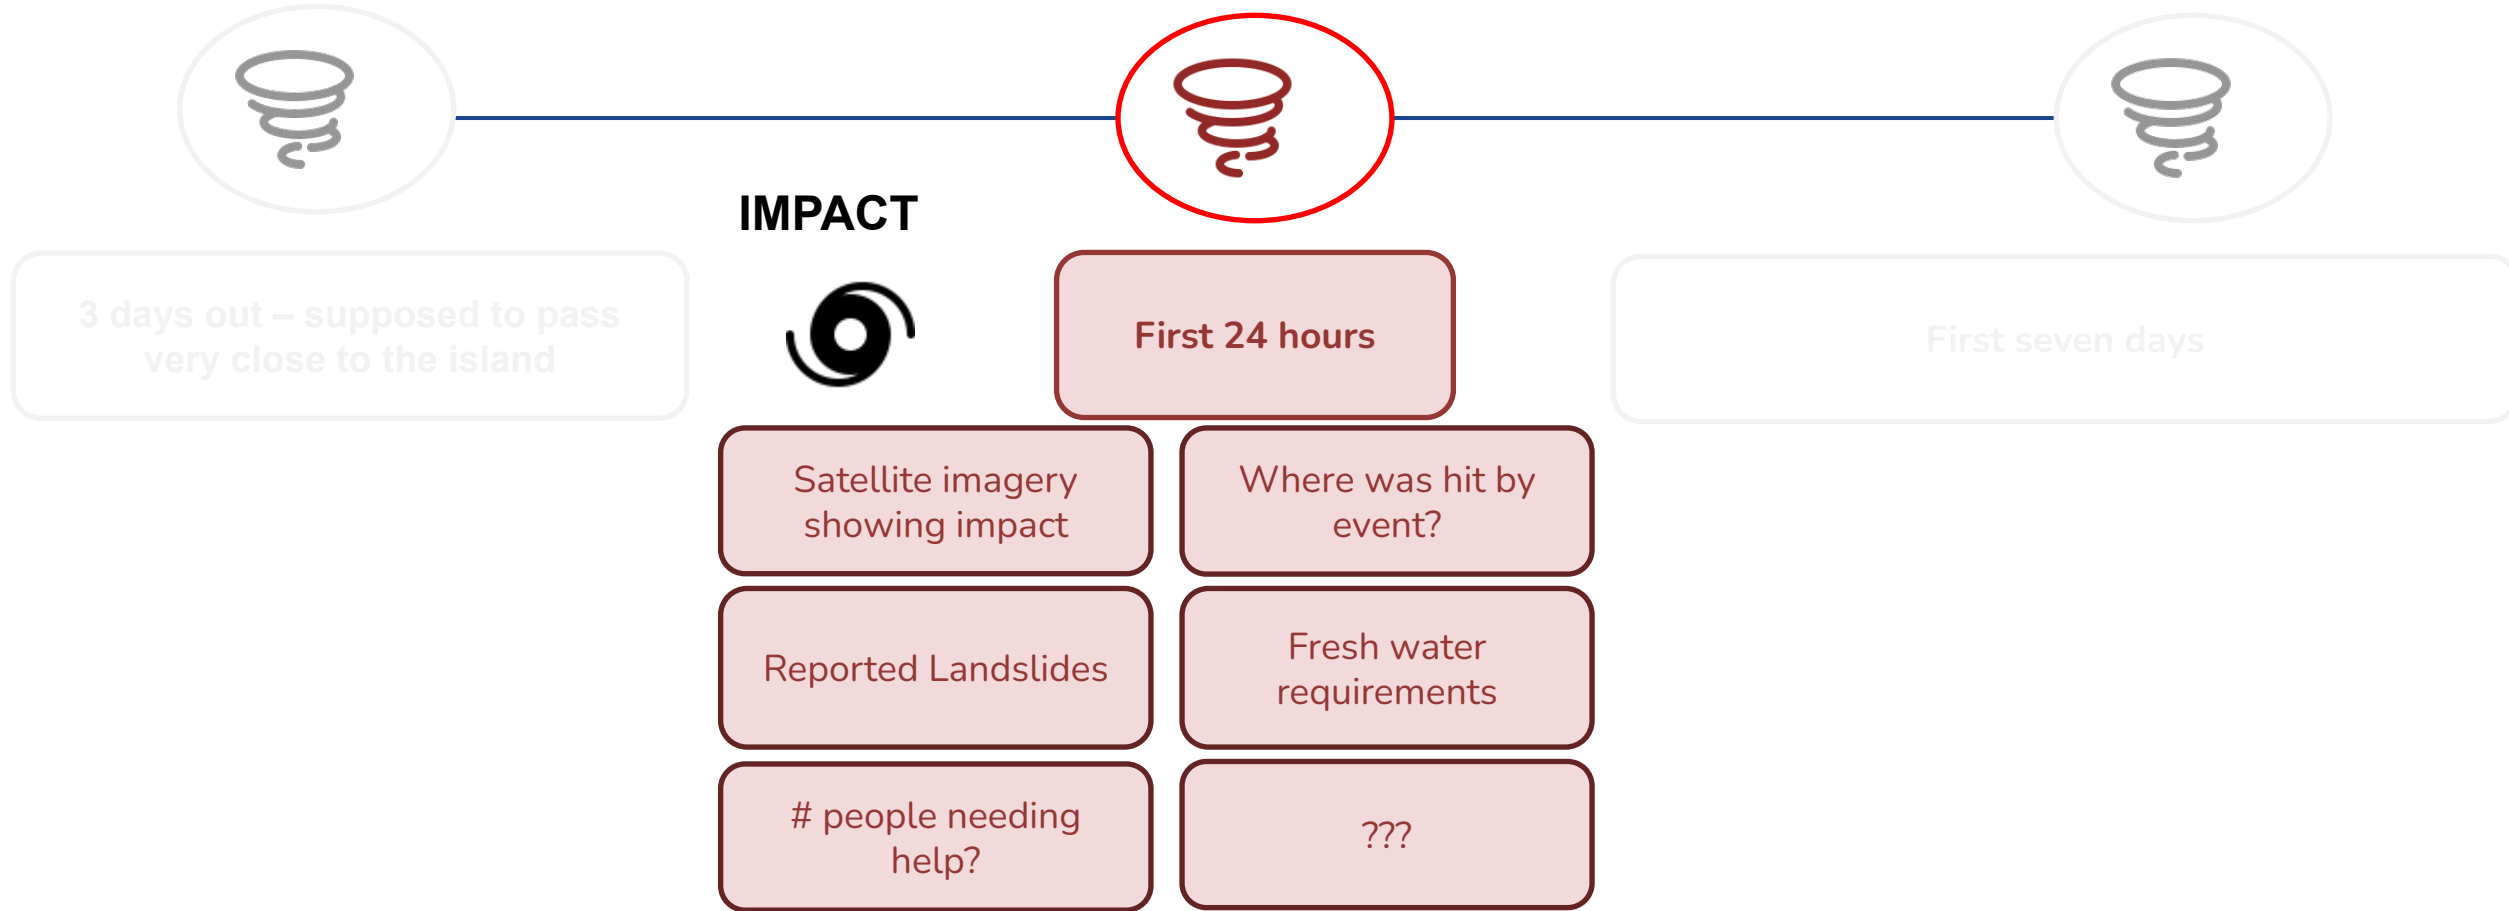 IMPACT
3 days out – supposed to pass
very close to the island
First 24 hours
First seven days
Satellite imagery
showing impact
Where was hit by
event?
Reported Landslides
Fresh water
requirements
# people needing
help?
???